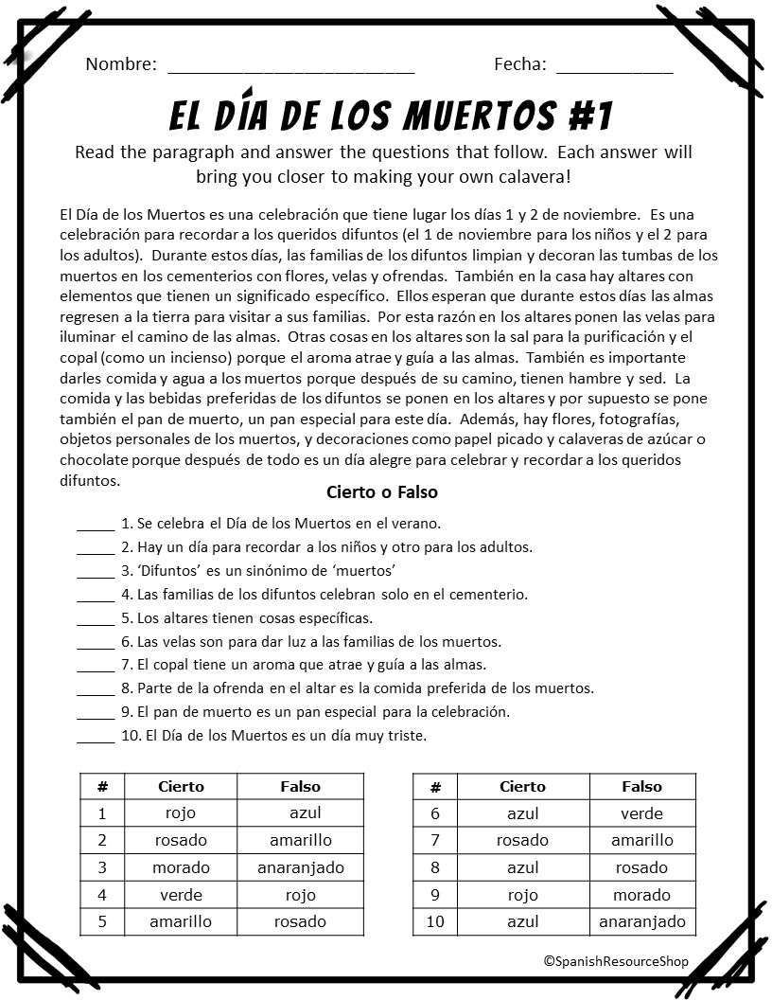 Nombre: ________________________ Fecha: ___________
EL DÍA DE LOS MUERTOS #1
Read the paragraph and answer the questions that follow. Each answer will
bring you closer to making your own calavera!
El Día de los Muertos es una celebración que tiene lugar los días 1 y 2 de noviembre. Es una
celebración para recordar a los queridos difuntos (el 1 de noviembre para los niños y el 2 para
los adultos). Durante estos días, las familias de los difuntos limpian y decoran las tumbas de los
muertos en los cementerios con flores, velas y ofrendas. También en la casa hay altares con
elementos que tienen un significado específico. Ellos esperan que durante estos días las almas
regresen a la tierra para visitar a sus familias. Por esta razón en los altares ponen las velas para
iluminar el camino de las almas. Otras cosas en los altares son la sal para la purificación y el
copal (como un incienso) porque el aroma atrae y guía a las almas. También es importante
darles comida y agua a los muertos porque después de su camino, tienen hambre y sed. La
comida y las bebidas preferidas de los difuntos se ponen en los altares y por supuesto se pone
también el pan de muerto, un pan especial para este día. Además, hay flores, fotografías,
objetos personales de los muertos, y decoraciones como papel picado y calaveras de azúcar o
chocolate porque después de todo es un día alegre para celebrar y recordar a los queridos
difuntos.
Cierto o Falso
_____ 1. Se celebra el Día de los Muertos en el verano.
_____ 2. Hay un día para recordar a los niños y otro para los adultos.
_____ 3. ‘Difuntos’ es un sinónimo de ‘muertos’
_____ 4. Las familias de los difuntos celebran solo en el cementerio.
_____ 5. Los altares tienen cosas específicas.
_____ 6. Las velas son para dar luz a las familias de los muertos.
_____ 7. El copal tiene un aroma que atrae y guía a las almas.
_____ 8. Parte de la ofrenda en el altar es la comida preferida de los muertos.
_____ 9. El pan de muerto es un pan especial para la celebración.
_____ 10. El Día de los Muertos es un día muy triste.
# Cierto Falso
1 rojo azul
2 rosado amarillo
3 morado anaranjado
4 verde rojo
5 amarillo rosado
# Cierto Falso
6 azul verde
7 rosado amarillo
8 azul rosado
9 rojo morado
10 azul anaranjado
©SpanishResourceShop